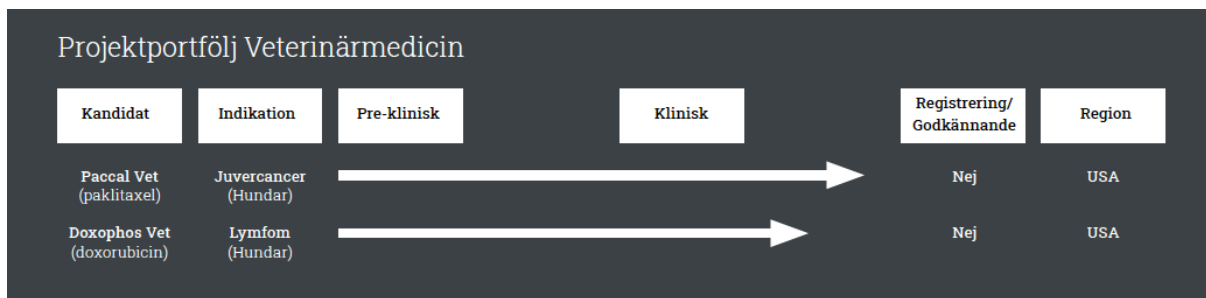 Projektportfölj Veterinärmedicin
Kandidat
Indikation
Pre-klinisk
Klinisk
Registrering/
Godkännande
Region
Paccal Vet
(paklitaxel)
Juvercancer
(Hundar)
Nej
USA
Doxophos Vet
(doxorubicin)
Lymfom
(Hundar)
Nej
USA